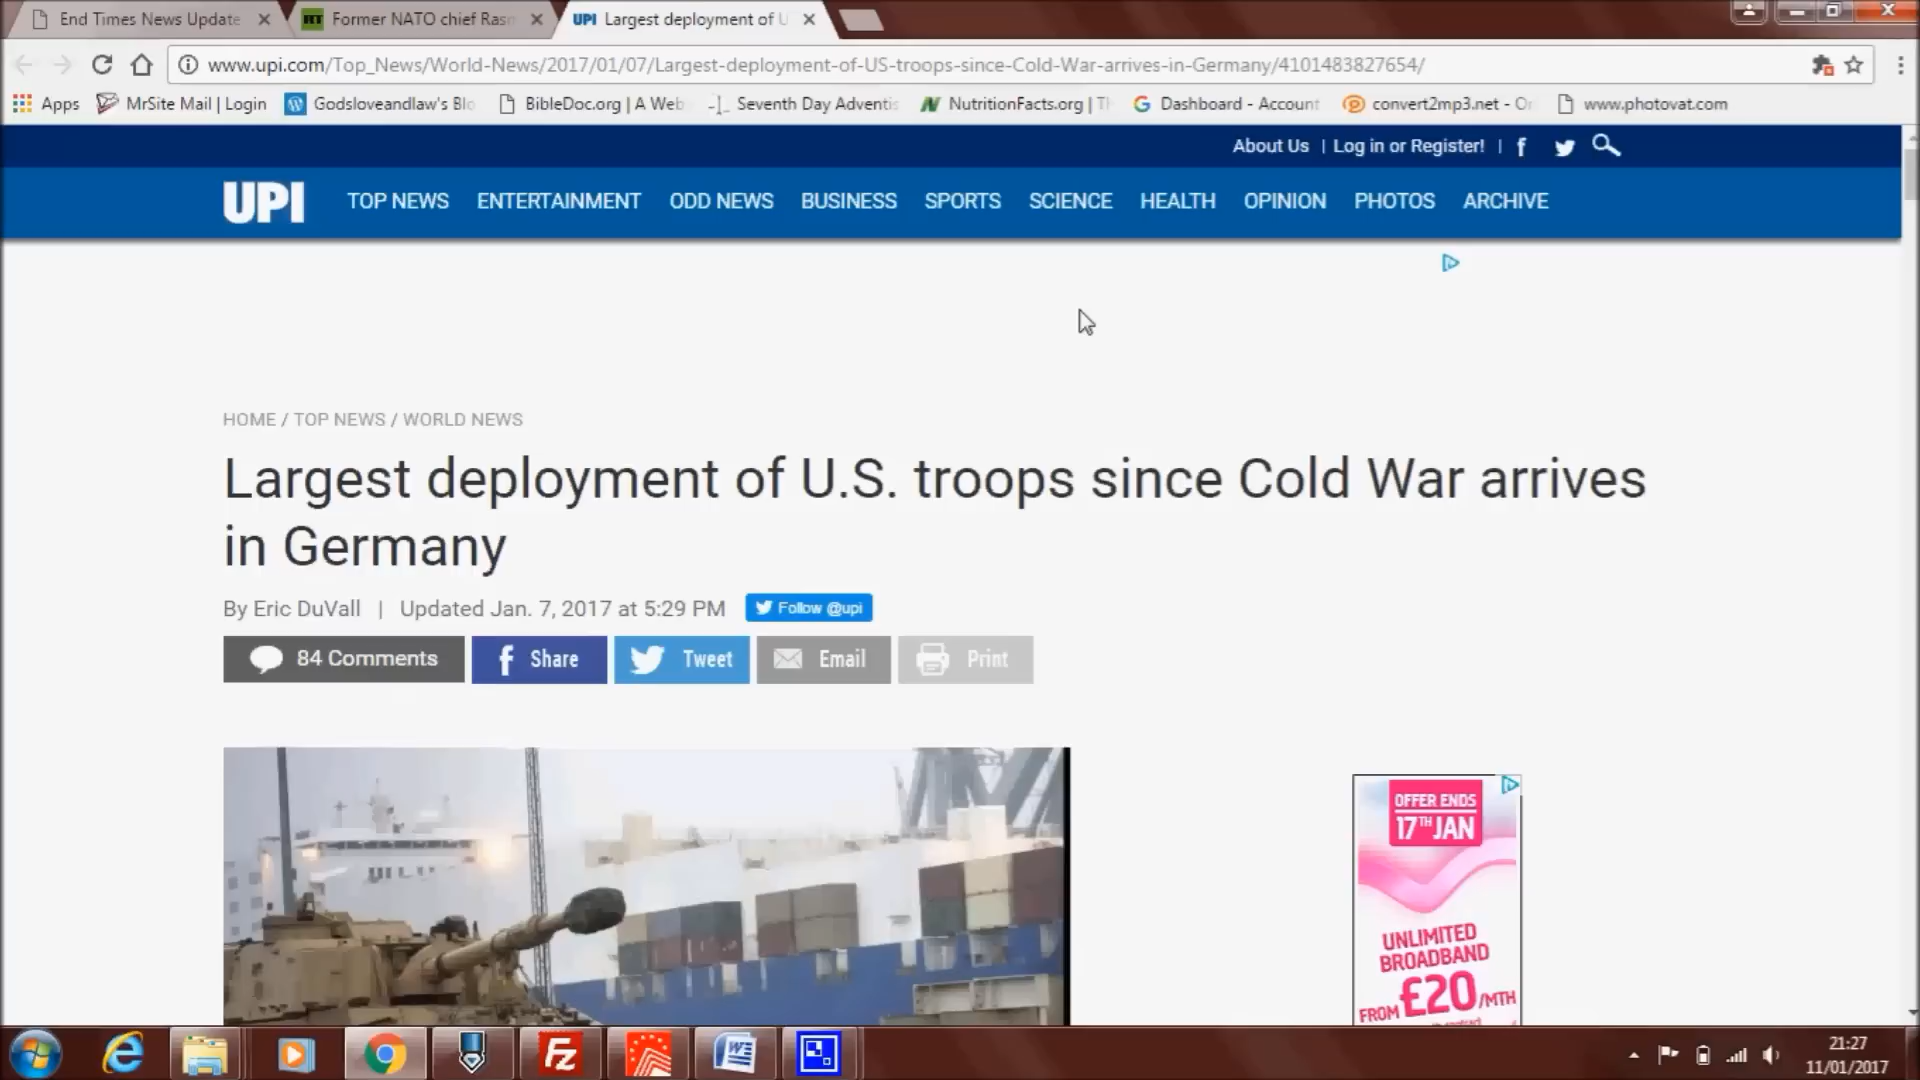 End Times News Update
RT Former NATO chief Ras
UPI Largest deployment of U
www.upi.com/Top_News/World-News/2017/01/07/Largest-deployment-of-US-troops-since-Cold-War-arrives-in-Germany/4101483827654/
Apps MrSite Mail | Login Godsloveandlaw's Blo BibleDoc.org | A Web Seventh Day Adventis NutritionFacts.org | Dashboard - Account convert2mp3.net - www.photovat.com
About Us | Log in or Register! |
UPI TOP NEWS ENTERTAINMENT ODD NEWS BUSINESS SPORTS SCIENCE HEALTH OPINION PHOTOS ARCHIVE
HOME / TOP NEWS / WORLD NEWS
Largest deployment of U.S. troops since Cold War arrives
in Germany
By Eric DuVall | Updated Jan. 7, 2017 at 5:29 PM Follow @upi
84 Comments Share Tweet Email Print
OFFER ENDS
17TH JAN
UNLIMITED
BROADBAND
FROM £20/MTH
21:27
11/01/2017